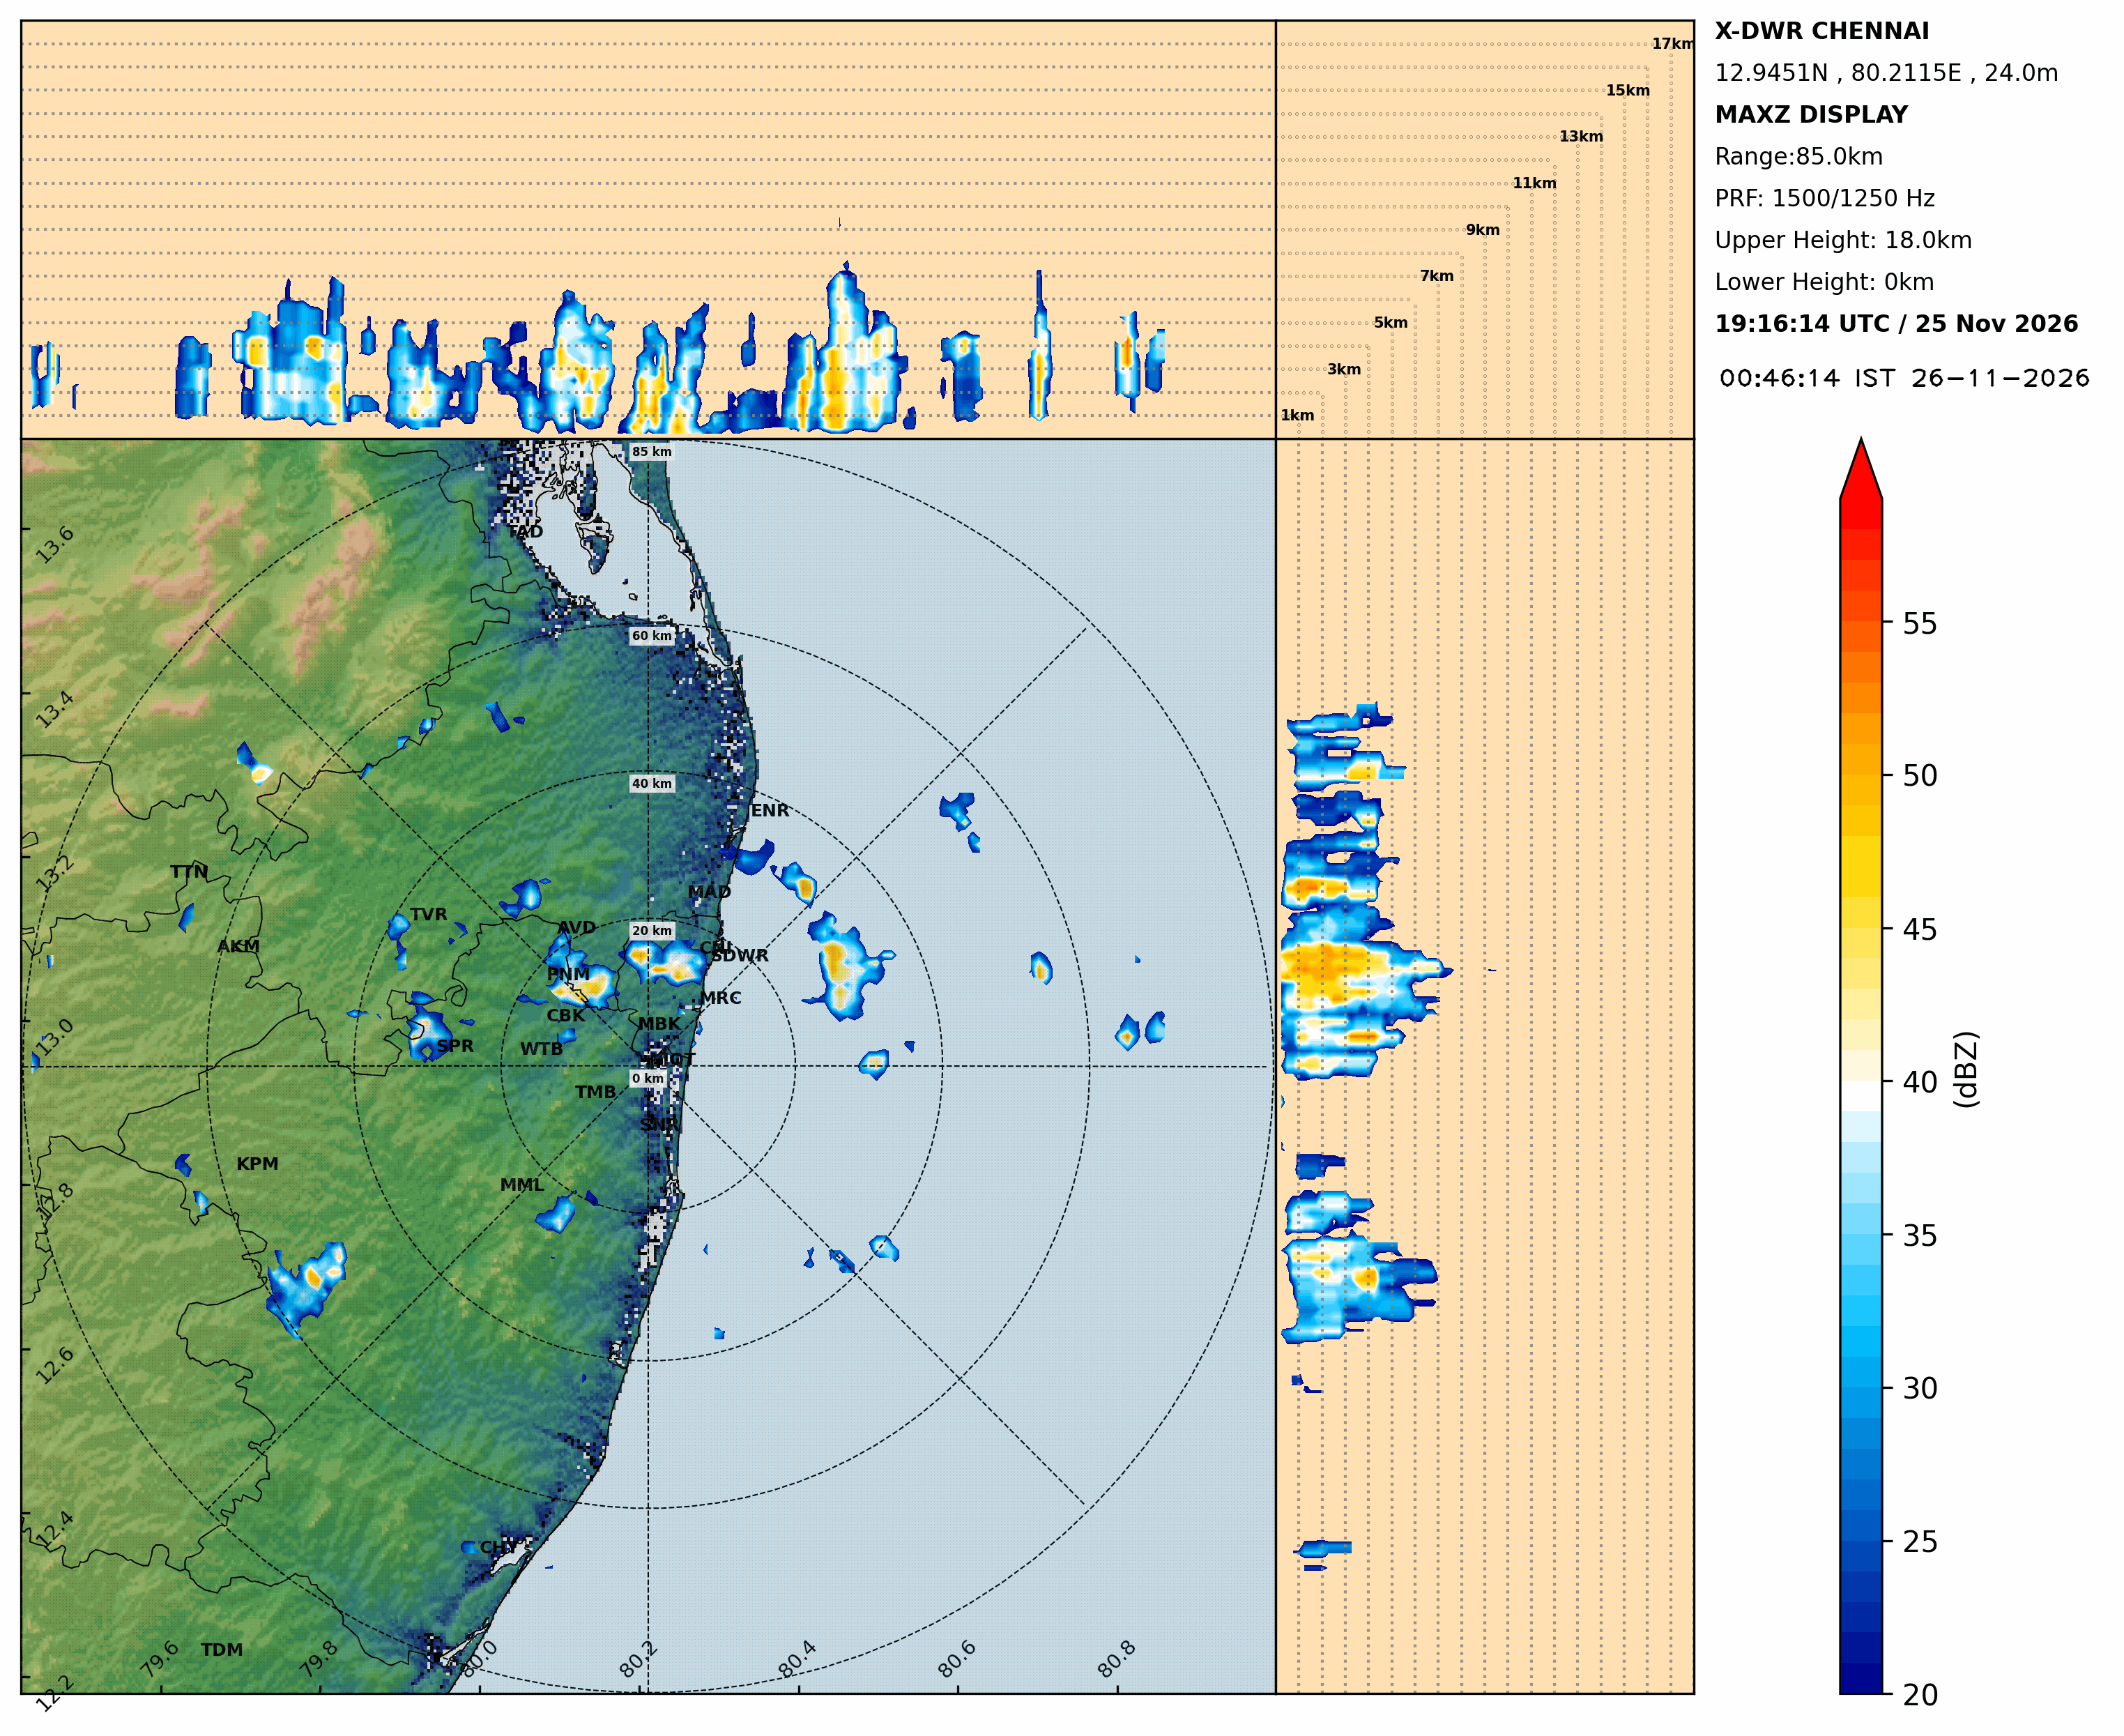 X-DWR CHENNAI
12.9451N , 80.2115E , 24.0m
MAXZ DISPLAY
Range:85.0km
PRF: 1500/1250 Hz
Upper Height: 18.0km
Lower Height: 0km
19:16:14 UTC / 25 Nov 2026
00:46:14 IST 26-11-2026
17km
15km
13km
11km
9km
7km
5km
3km
1km
85 km
TAD
13.6
60 km
13.4
40 km
ENR
13.2
TTN
MAD
TVR
AVD
20 km
AKM
CNI
SDWR
PNM
MRC
CBK
MBK
13.0
SPR
WTB
MOT
0 km
TMB
SNR
KPM
MML
12.8
12.6
12.4
CHY
TDM
12.2
79.6
79.8
80.0
80.2
80.4
80.6
80.8
55
50
45
40
35
30
25
20
(dBZ)